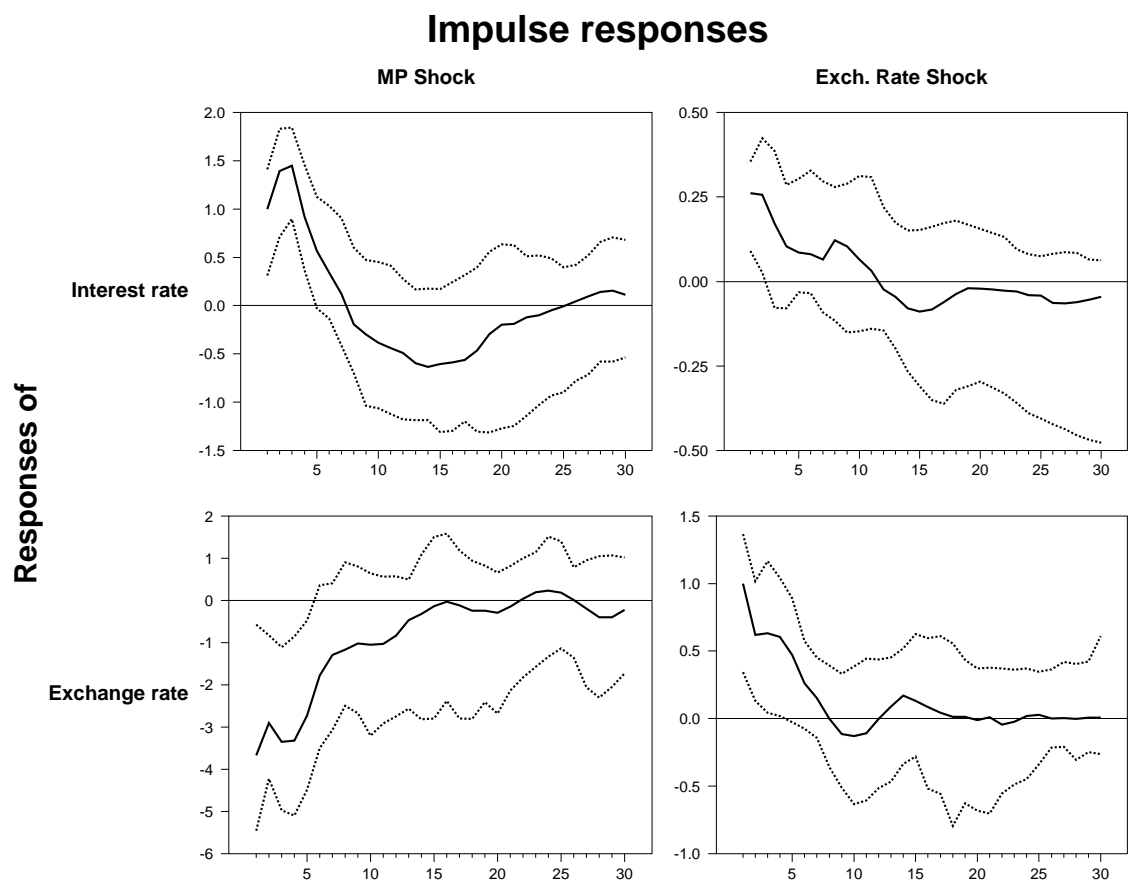 Impulse responses
MP Shock
Exch. Rate Shock
Responses of
Interest rate
2.0
1.5
1.0
0.5
0.0
-0.5
-1.0
-1.5
5 10 15 20 25 30
0.50
0.25
0.00
-0.25
-0.50
5 10 15 20 25 30
Exchange rate
2
1
0
-1
-2
-3
-4
-5
-6
5 10 15 20 25 30
1.5
1.0
0.5
0.0
-0.5
-1.0
5 10 15 20 25 30